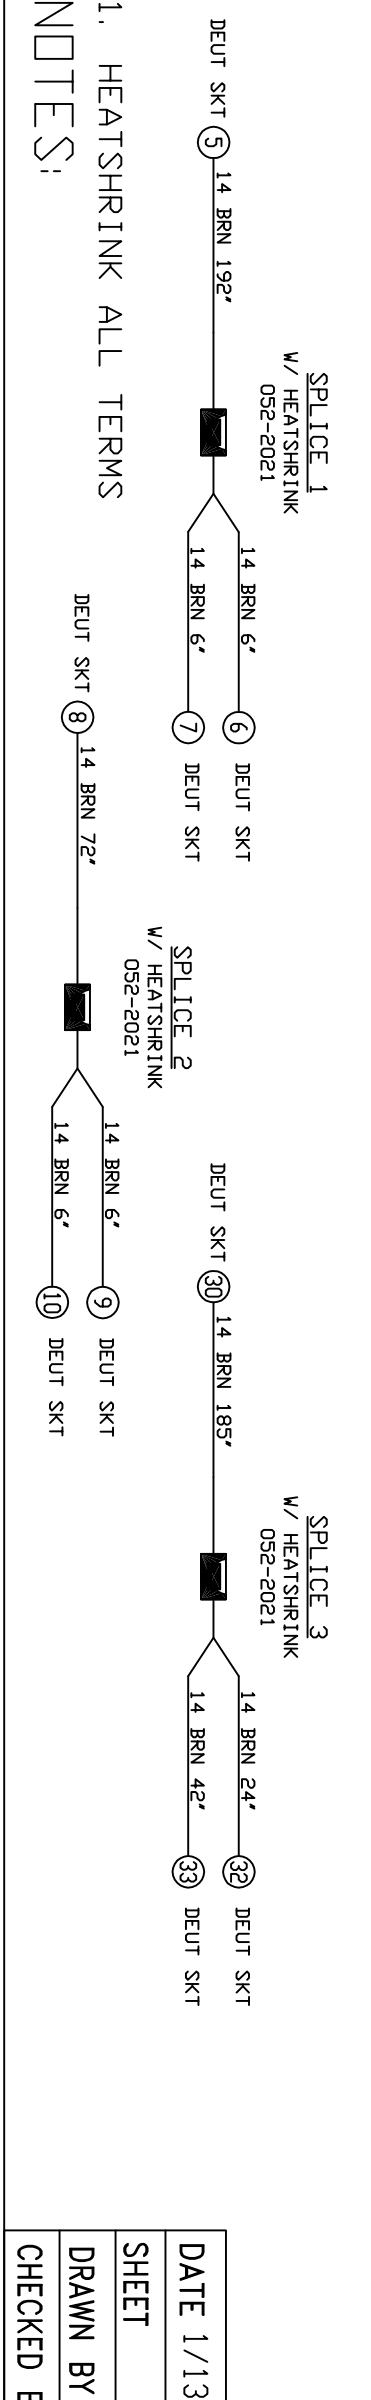 SPLICE 1
W/ HEATSHRINK
052-2021
DEUT SKT 5 14 BRN 192"
14 BRN 6" 6 DEUT SKT
14 BRN 6" 7 DEUT SKT
SPLICE 2
W/ HEATSHRINK
052-2021
DEUT SKT 8 14 BRN 72"
14 BRN 6" 9 DEUT SKT
14 BRN 6" 10 DEUT SKT
SPLICE 3
W/ HEATSHRINK
052-2021
DEUT SKT 30 14 BRN 185"
14 BRN 24" 32 DEUT SKT
14 BRN 42" 33 DEUT SKT
1. HEATSHRINK ALL TERMS
NOTES:
DATE 1/13
SHEET
DRAWN BY
CHECKED